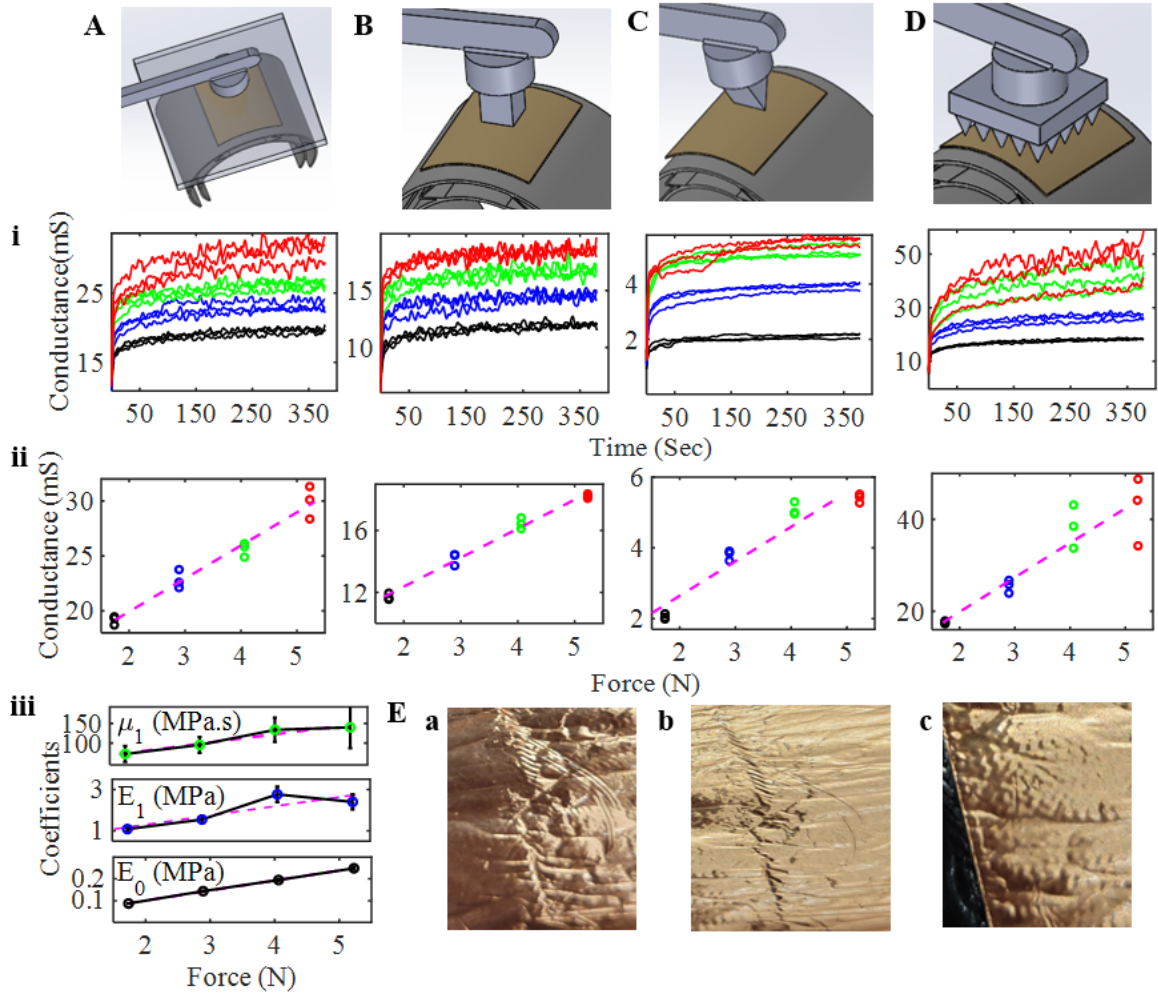 A B C D
i
Conductance(mS)
25
15
50 150 250 350
15
10
50 150 250 350
4
2
50 150 250 350
50
30
10
50 150 250 350
Time (Sec)
ii
Conductance (mS)
30
25
20
2 3 4 5
16
12
2 3 4 5
6
4
2
2 3 4 5
40
20
2 3 4 5
Force (N)
iii
Coefficients
150
100
μ1 (MPa.s)
3
1
E1 (MPa)
0.2
0.1
E0 (MPa)
2 3 4 5
Force (N)
E a b c